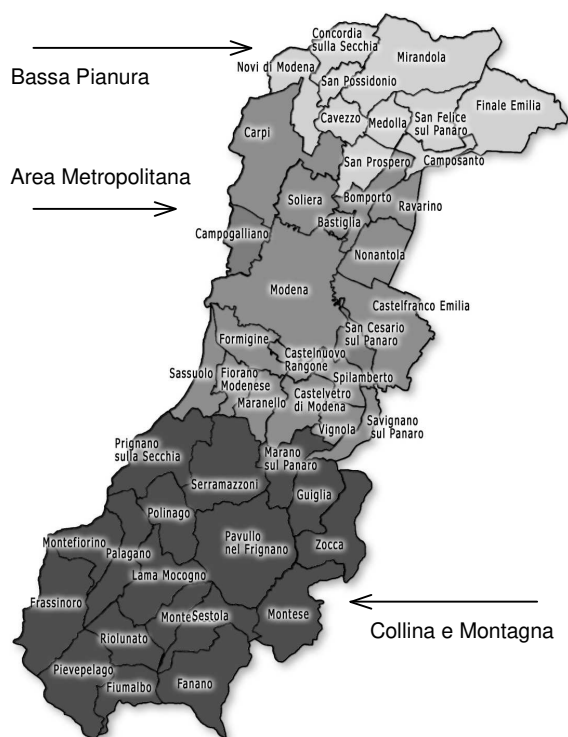 Concordia
sulla Secchia
Mirandola
Bassa Pianura
Novi di Modena
San Possidonio
Finale Emilia
Cavezzo
Medolla
San Felice
sul Panaro
Carpi
San Prospero
Camposanto
Area Metropolitana
Soliera
Bomporto
Ravarino
Bastiglia
Campogalliano
Nonantola
Modena
Castelfranco Emilia
San Cesario
sul Panaro
Formigine
Castelnuovo
Rangone
Sassuolo
Fiorano
Modenese
Spilamberto
Maranello
Castelvetro
di Modena
Vignola
Savignano
sul Panaro
Prignano
sulla Secchia
Marano
sul Panaro
Serramazzoni
Guiglia
Polinago
Montefiorino
Palagano
Pavullo
nel Frignano
Zocca
Lama Mocogno
Frassinoro
Monte
Sestola
Montese
Collina e Montagna
Riolunato
Pievepelago
Fiumalbo
Fanano